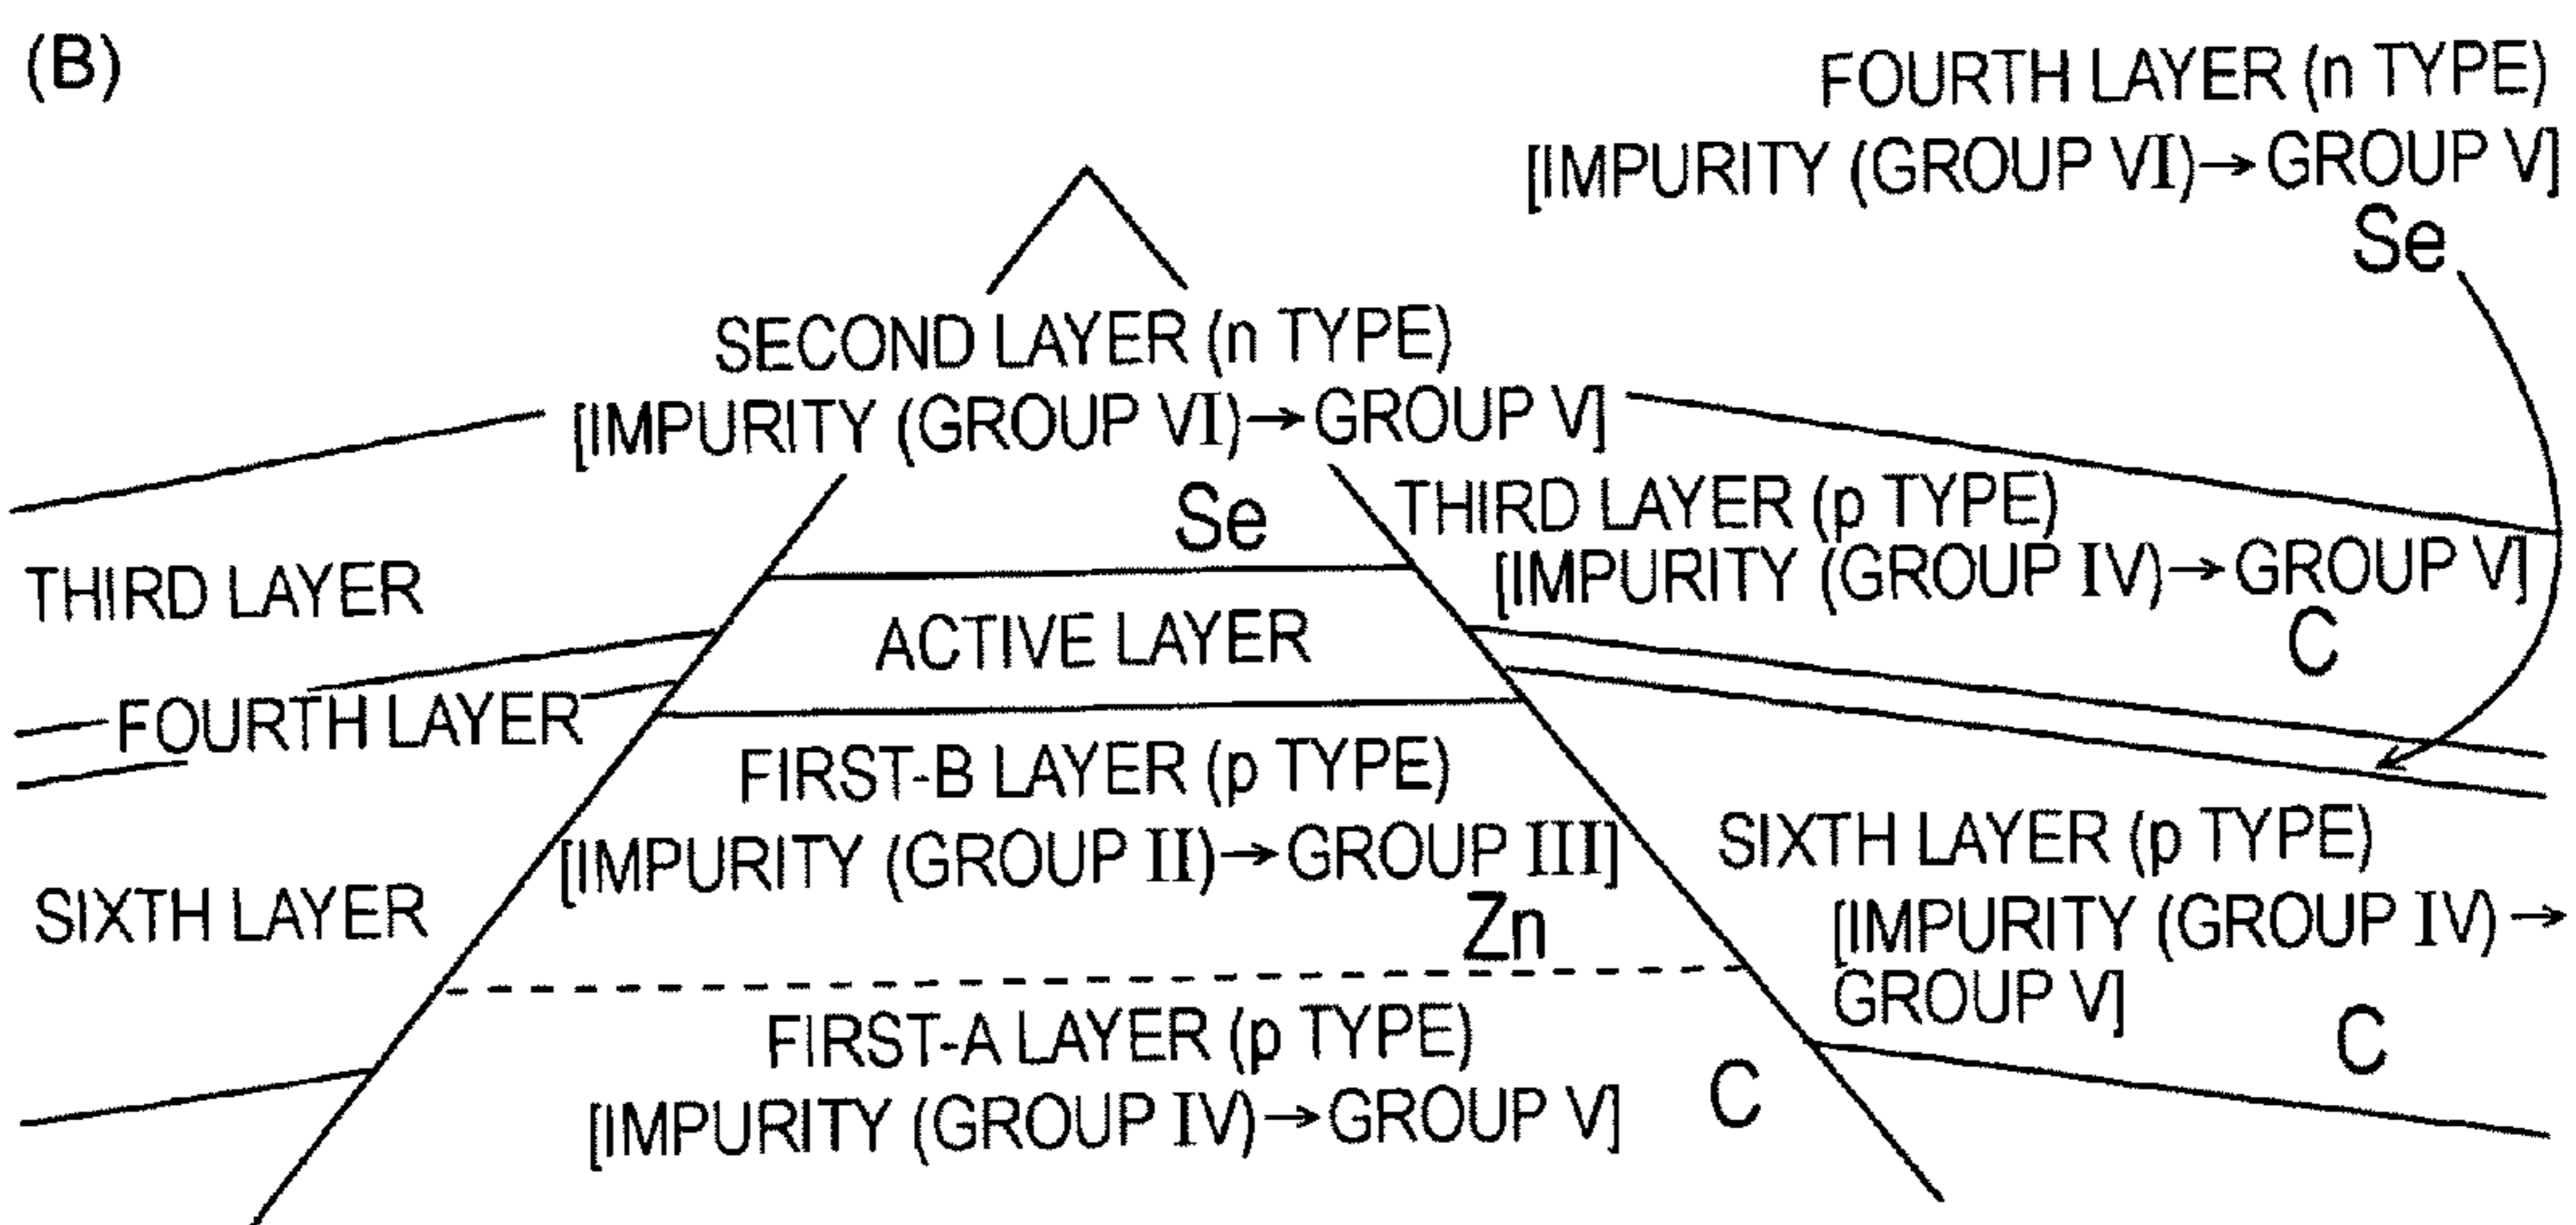 (B)
FOURTH LAYER (n TYPE)
[IMPURITY (GROUP VI)→GROUP V]
Se
SECOND LAYER (n TYPE)
[IMPURITY (GROUP VI)→GROUP V]
Se
THIRD LAYER (p TYPE)
[IMPURITY (GROUP IV)→GROUP V]
C
THIRD LAYER
ACTIVE LAYER
FOURTH LAYER
FIRST-B LAYER (p TYPE)
[IMPURITY (GROUP II)→GROUP III]
Zn
SIXTH LAYER (p TYPE)
[IMPURITY (GROUP IV)→
GROUP V]
C
SIXTH LAYER
FIRST-A LAYER (p TYPE)
[IMPURITY (GROUP IV)→GROUP V]
C